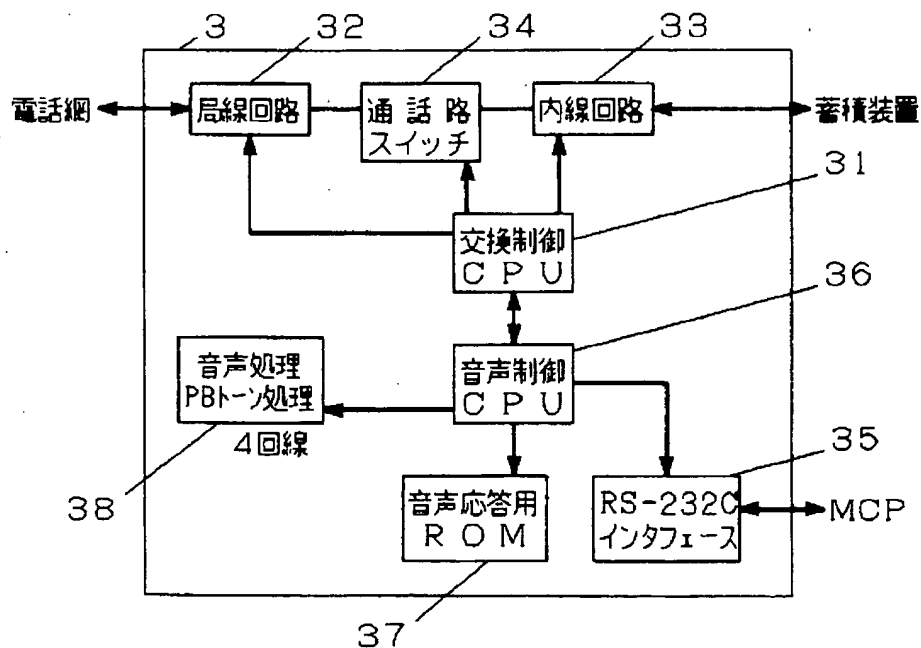 3
32
34
33
電話網
局線回路
通話路
スイッチ
内線回路
蓄積装置
31
交換制御
CPU
36
音声処理
PBトーン処理
4回線
音声制御
CPU
35
38
音声応答用
ROM
RS-232C
インタフェース
MCP
37